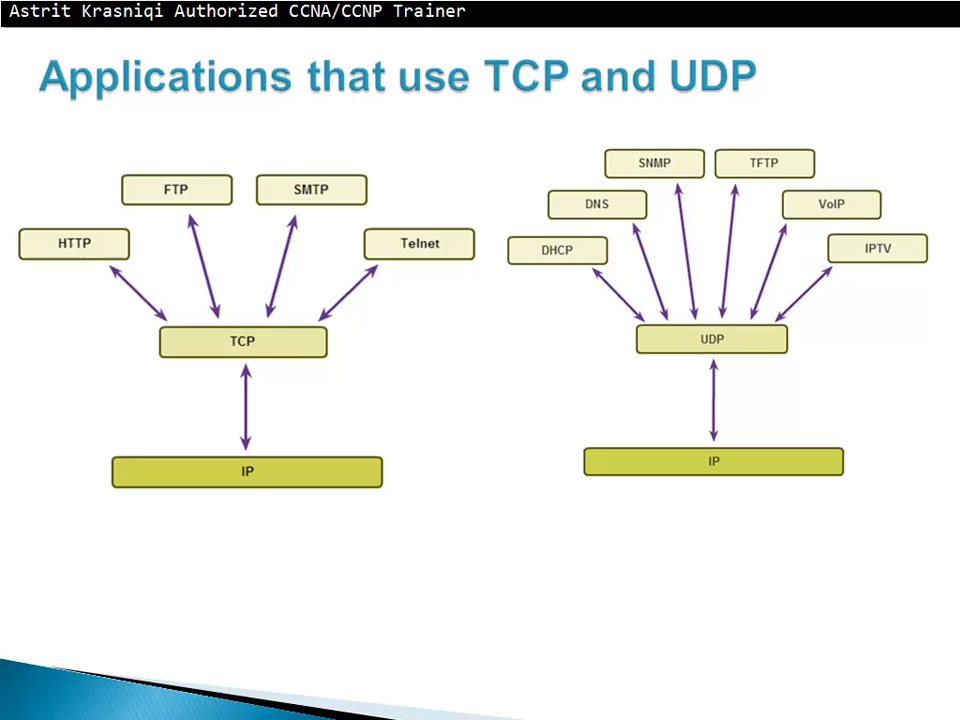 Astrit Krasniqi Authorized CCNA/CCNP Trainer
Applications that use TCP and UDP
FTP
SMTP
HTTP
Telnet
TCP
IP
SNMP
TFTP
DNS
VoIP
DHCP
IPTV
UDP
IP